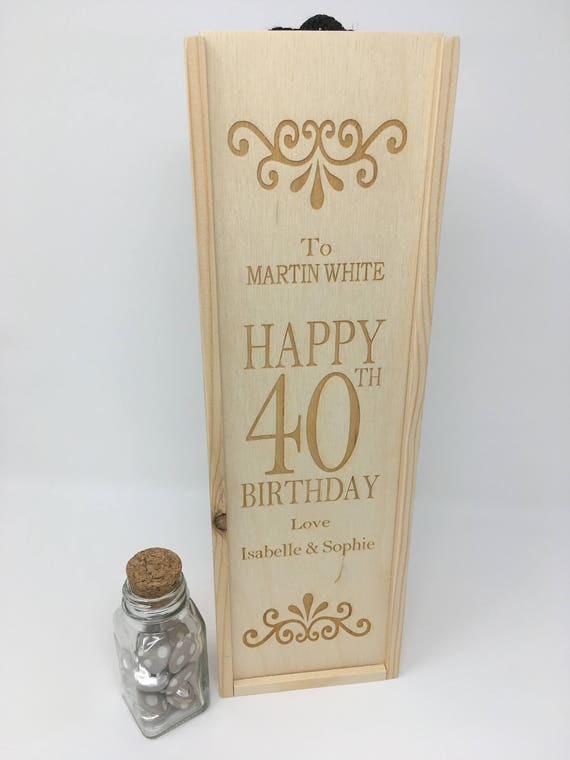 To
MARTIN WHITE
HAPPY
40TH
BIRTHDAY
Love
Isabelle & Sophie